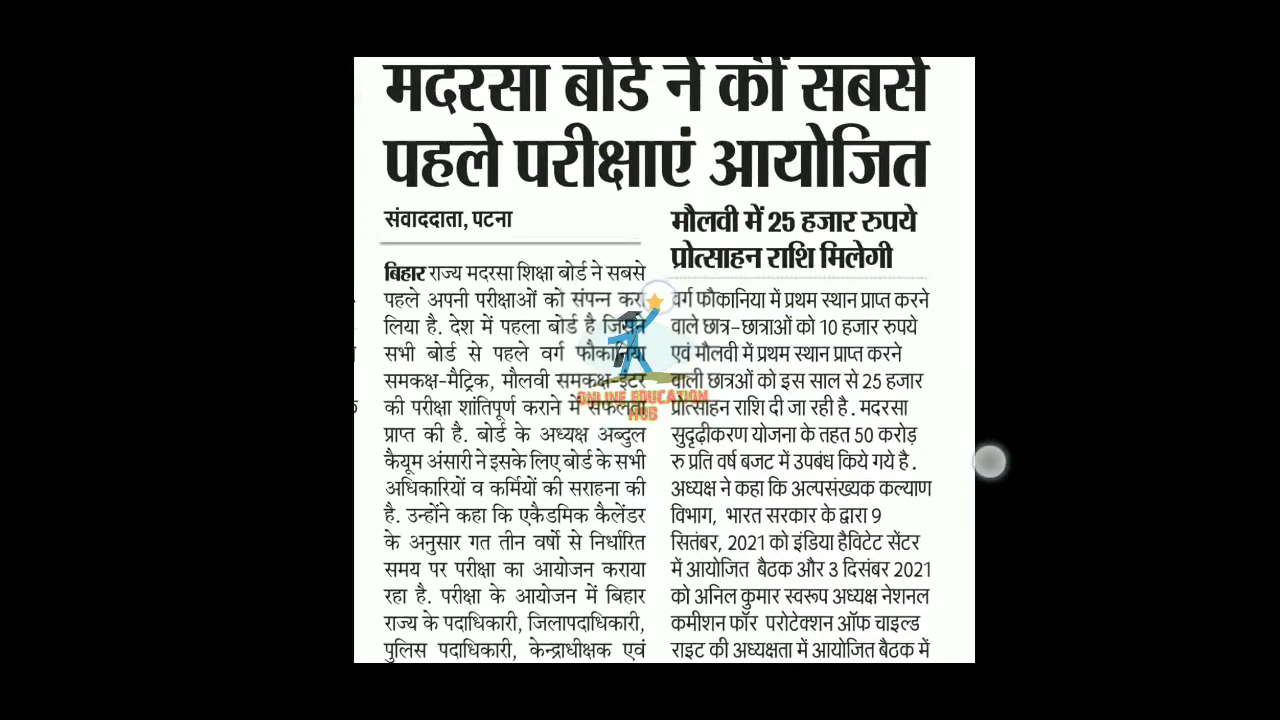 मदरसा बोर्ड ने कीं सबसे
पहले परीक्षाएं आयोजित
संवाददाता, पटना
बिहार राज्य मदरसा शिक्षा बोर्ड ने सबसे
पहले अपनी परीक्षाओं को संपन्न करा
लिया है. देश में पहला बोर्ड है जिसने
सभी बोर्ड से पहले वर्ग फौकानिया
समकक्ष-मैट्रिक, मौलवी समकक्ष-इंटर
की परीक्षा शांतिपूर्ण कराने में सफलता
प्राप्त की है. बोर्ड के अध्यक्ष अब्दुल
कैयूम अंसारी ने इसके लिए बोर्ड के सभी
अधिकारियों व कर्मियों की सराहना की
है. उन्होंने कहा कि एकैडमिक कैलेंडर
के अनुसार गत तीन वर्षो से निर्धारित
समय पर परीक्षा का आयोजन कराया
रहा है. परीक्षा के आयोजन में बिहार
राज्य के पदाधिकारी, जिलापदाधिकारी,
पुलिस पदाधिकारी, केन्द्राधीक्षक एवं
मौलवी में 25 हजार रुपये
प्रोत्साहन राशि मिलेगी
वर्ग फौकानिया में प्रथम स्थान प्राप्त करने
वाले छात्र-छात्राओं को 10 हजार रुपये
एवं मौलवी में प्रथम स्थान प्राप्त करने
वाली छात्रओं को इस साल से 25 हजार
प्रोत्साहन राशि दी जा रही है. मदरसा
सुदृढ़ीकरण योजना के तहत 50 करोड़
रु प्रति वर्ष बजट में उपबंध किये गये है.
अध्यक्ष ने कहा कि अल्पसंख्यक कल्याण
विभाग, भारत सरकार के द्वारा 9
सितंबर, 2021 को इंडिया हैविटेट सेंटर
में आयोजित बैठक और 3 दिसंबर 2021
को अनिल कुमार स्वरूप अध्यक्ष नेशनल
कमीशन फॉर प्रोटेक्शन ऑफ चाइल्ड
राइट की अध्यक्षता में आयोजित बैठक में
ONLINE EDUCATION
HUB